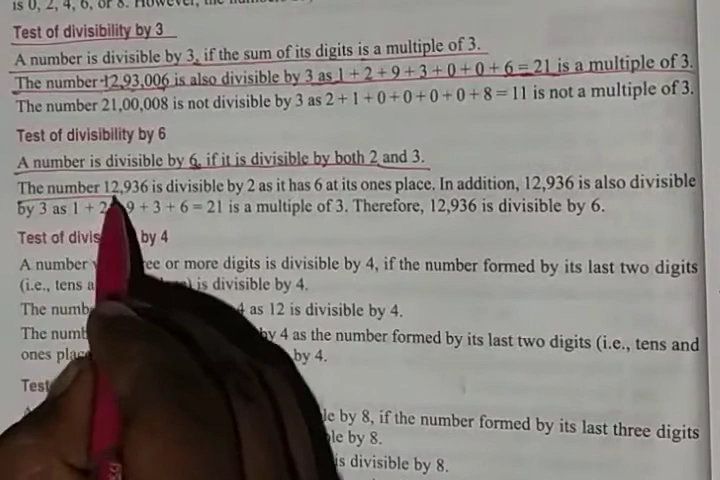 is 0, 2, 4, 6, or 8. However, the numbers
Test of divisibility by 3
A number is divisible by 3, if the sum of its digits is a multiple of 3.
The number 12,93,006 is also divisible by 3 as 1 + 2 + 9 + 3 + 0 + 0 + 6 = 21 is a multiple of 3.
The number 21,00,008 is not divisible by 3 as 2 + 1 + 0 + 0 + 0 + 0 + 8 = 11 is not a multiple of 3.
Test of divisibility by 6
A number is divisible by 6, if it is divisible by both 2 and 3.
The number 12,936 is divisible by 2 as it has 6 at its ones place. In addition, 12,936 is also divisible
by 3 as 1 + 2 9 + 3 + 6 = 21 is a multiple of 3. Therefore, 12,936 is divisible by 6.
Test of divis by 4
A number ee or more digits is divisible by 4, if the number formed by its last two digits
(i.e., tens a is divisible by 4.
The numb 4 as 12 is divisible by 4.
The numb by 4 as the number formed by its last two digits (i.e., tens and
ones plac by 4.
Test
le by 8, if the number formed by its last three digits
le by 8.
is divisible by 8.